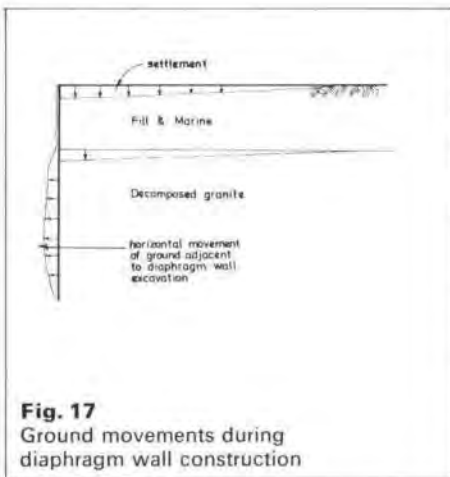 settlement
Fill & Marine
Decomposed granite
horizontal movement
of ground adjacent
to diaphragm wall
excavation
Fig. 17
Ground movements during
diaphragm wall construction